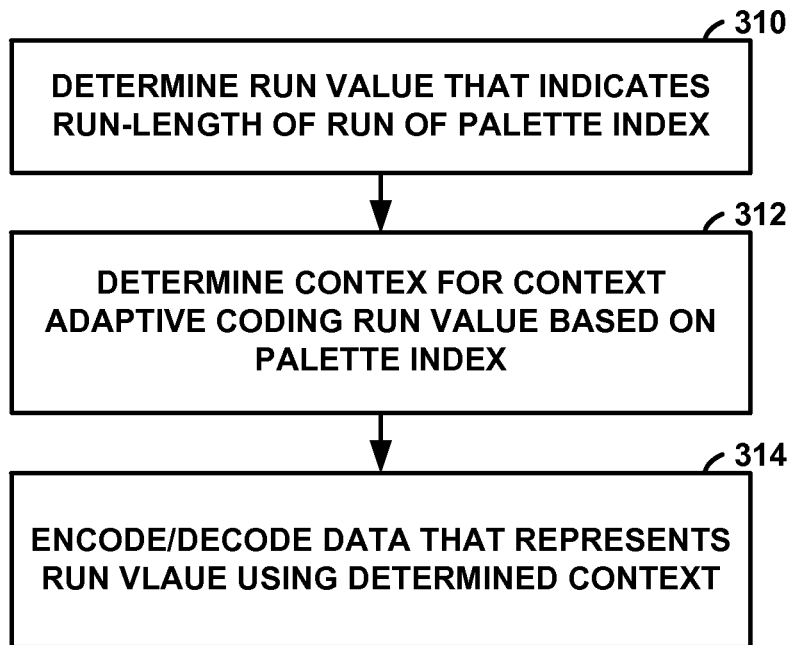 310
DETERMINE RUN VALUE THAT INDICATES
RUN-LENGTH OF RUN OF PALETTE INDEX
312
DETERMINE CONTEX FOR CONTEXT
ADAPTIVE CODING RUN VALUE BASED ON
PALETTE INDEX
314
ENCODE/DECODE DATA THAT REPRESENTS
RUN VLAUE USING DETERMINED CONTEXT